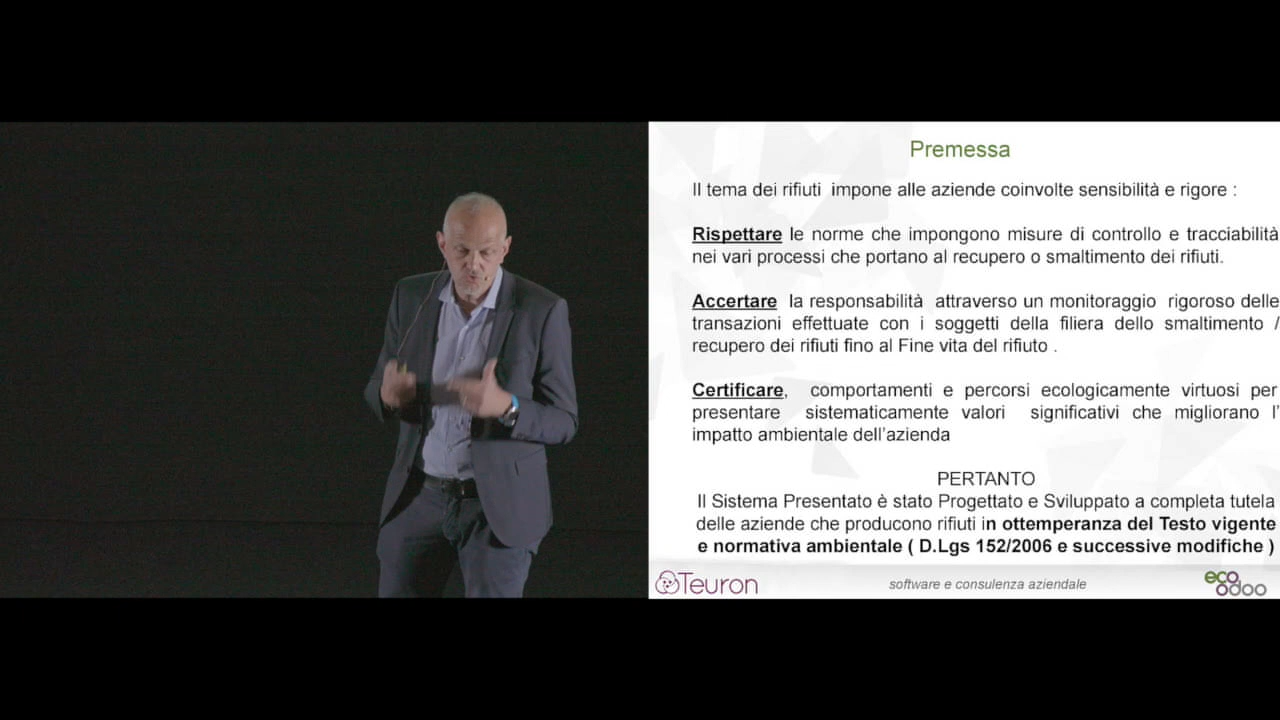 Premessa
Il tema dei rifiuti impone alle aziende coinvolte sensibilità e rigore :
Rispettare le norme che impongono misure di controllo e tracciabilità
nei vari processi che portano al recupero o smaltimento dei rifiuti.
Accertare la responsabilità attraverso un monitoraggio rigoroso delle
transazioni effettuate con i soggetti della filiera dello smaltimento /
recupero dei rifiuti fino al Fine vita del rifiuto .
Certificare, comportamenti e percorsi ecologicamente virtuosi per
presentare sistematicamente valori significativi che migliorano l'
impatto ambientale dell'azienda
PERTANTO
Il Sistema Presentato è stato Progettato e Sviluppato a completa tutela
delle aziende che producono rifiuti in ottemperanza del Testo vigente
e normativa ambientale ( D.Lgs 152/2006 e successive modifiche )
Teuron
software e consulenza aziendale
eco
odoo